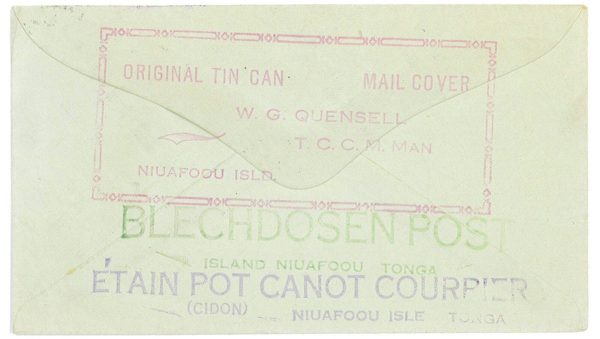 ORIGINAL TIN CAN MAIL COVER
W. G. QUENSELL
T. C. C. M. MAN
NIUAFOOU ISLD.
BLECHDOSEN POST
ISLAND NIUAFOOU TONGA
ÉTAIN POT CANOT COURRIER
(CIDON) NIUAFOOU ISLE TONGA